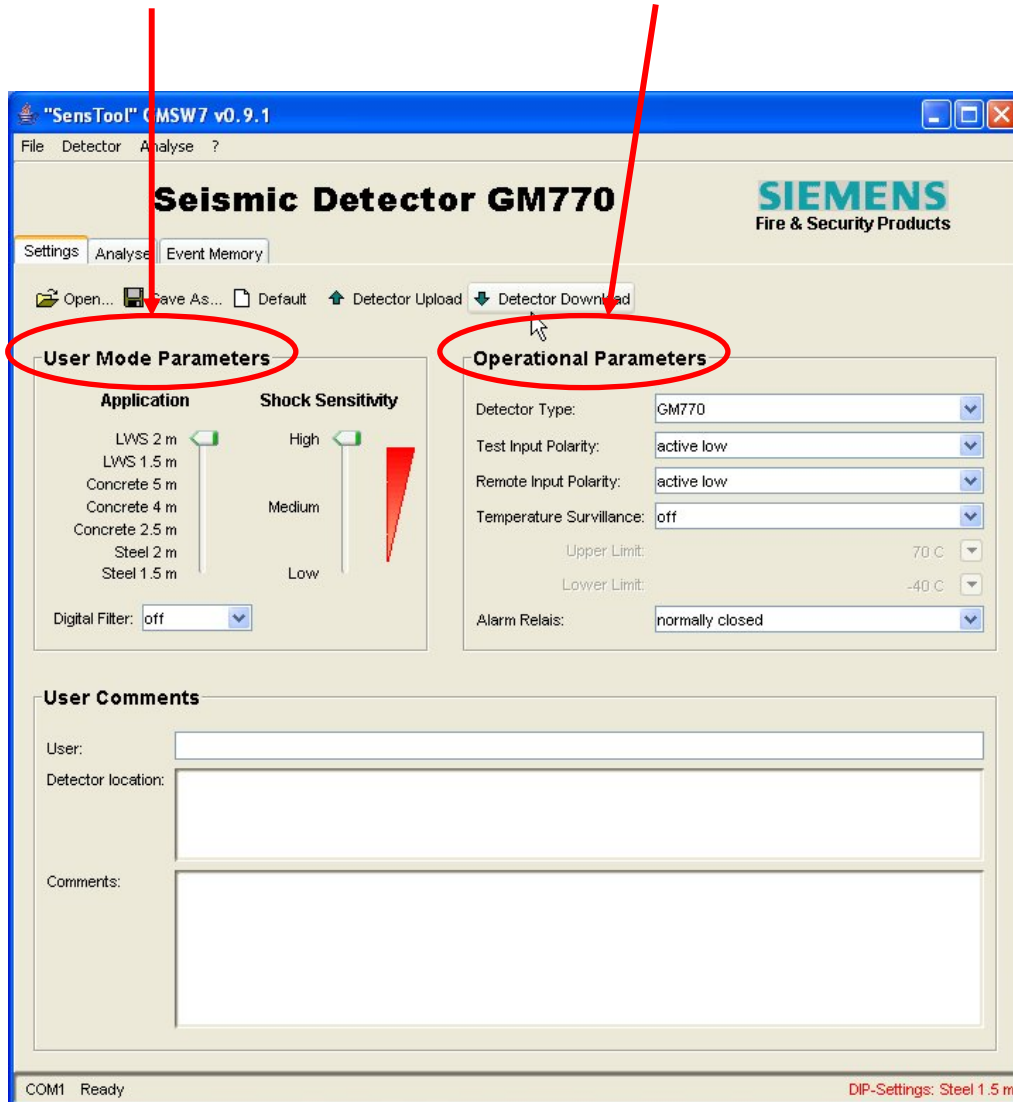 "SensTool" GMSW7 v0.9.1
File Detector Analyse ?
Seismic Detector GM770
SIEMENS
Fire & Security Products
Settings Analyse Event Memory
Open... Save As... Default Detector Upload Detector Download
User Mode Parameters
Application Shock Sensitivity
LWS 2 m High
LWS 1.5 m
Concrete 5 m
Concrete 4 m Medium
Concrete 2.5 m
Steel 2 m
Steel 1.5 m Low
Digital Filter: off
Operational Parameters
Detector Type: GM770
Test Input Polarity: active low
Remote Input Polarity: active low
Temperature Survillance: off
Upper Limit: 70 C
Lower Limit: -40 C
Alarm Relais: normally closed
User Comments
User:
Detector location:
Comments:
COM1 Ready
DIP-Settings: Steel 1.5 m